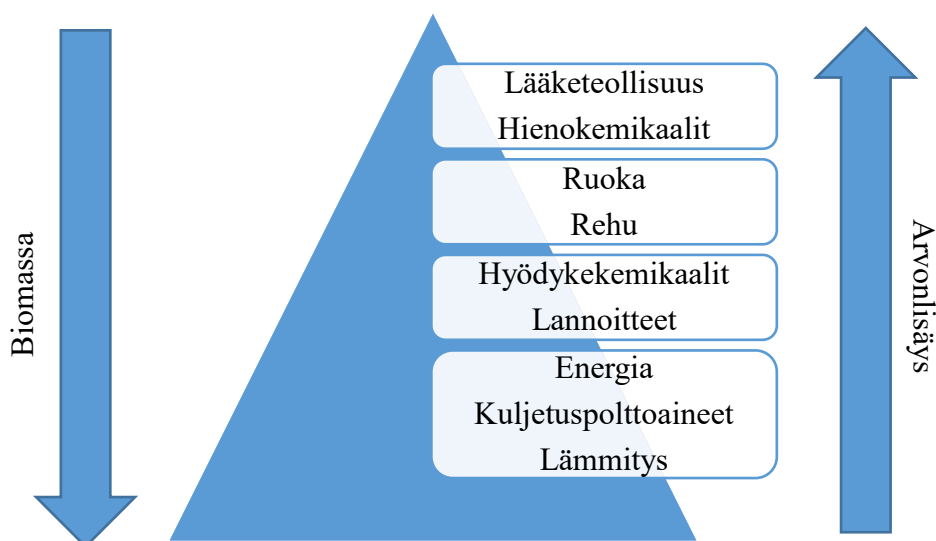 Biomassa
Lääketeollisuus
Hienokemikaalit
Ruoka
Rehu
Hyödykekemikaalit
Lannoitteet
Energia
Kuljetuspolttoaineet
Lämmitys
Arvonlisäys